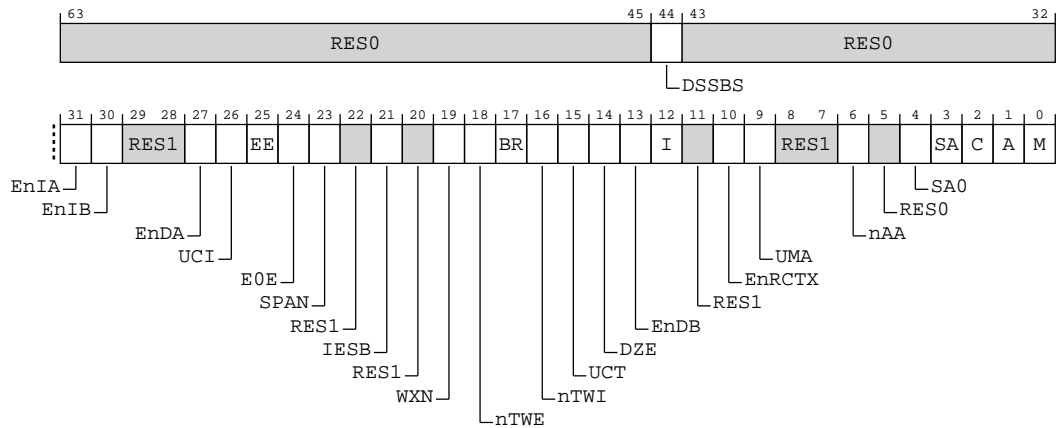 63 45 44 43 32
RES0 RES0
DSSBS
31 30 29 28 27 26 25 24 23 22 21 20 19 18 17 16 15 14 13 12 11 10 9 8 7 6 5 4 3 2 1 0
RES1 EE BR I RES1 SA C A M
EnIA SA0
EnIB RES0
EnDA nAA
UCI UMA
E0E EnRCTX
SPAN RES1
RES1 EnDB
IESB DZE
RES1 UCT
WXN nTWI
nTWE